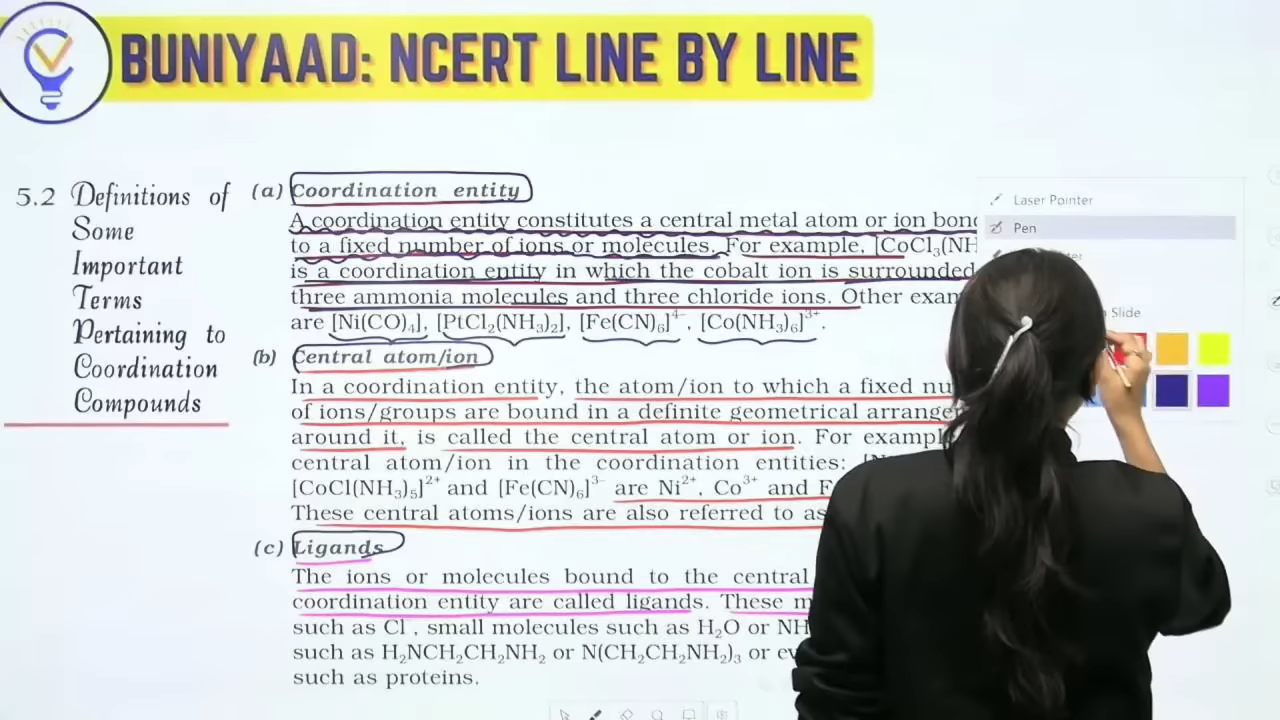 BUNIYAAD: NCERT LINE BY LINE
5.2 Definitions of
Some
Important
Terms
Pertaining to
Coordination
Compounds
(a) Coordination entity
A coordination entity constitutes a central metal atom or ion bon
to a fixed number of ions or molecules. For example, [CoCl₃(NH
is a coordination entity in which the cobalt ion is surrounded
three ammonia molecules and three chloride ions. Other exam
are [Ni(CO)₄], [PtCl₂(NH₃)₂], [Fe(CN)₆]⁴⁻, [Co(NH₃)₆]³⁺.
(b) Central atom/ion
In a coordination entity, the atom/ion to which a fixed nu
of ions/groups are bound in a definite geometrical arrange
around it, is called the central atom or ion. For exampl
central atom/ion in the coordination entities:
[CoCl(NH₃)₅]²⁺ and [Fe(CN)₆]³⁻ are Ni²⁺, Co³⁺ and F
These central atoms/ions are also referred to as
(c) Ligands
The ions or molecules bound to the central
coordination entity are called ligands. These m
such as Cl⁻, small molecules such as H₂O or NH
such as H₂NCH₂CH₂NH₂ or N(CH₂CH₂NH₂)₃ or ev
such as proteins.
Laser Pointer
Pen
Slide